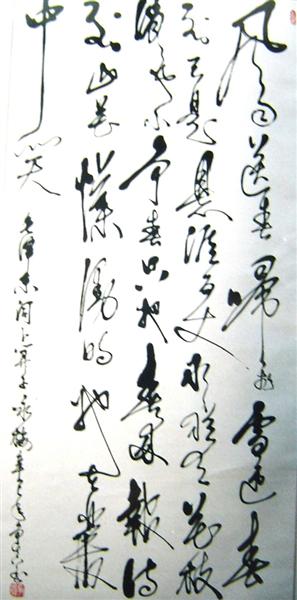 风雨送春归飞雪迎春
到已是悬崖百丈冰犹有花枝
俏也不争春只把春来报待
到山花烂漫时她在丛
中笑 毛泽东词卜算子咏梅